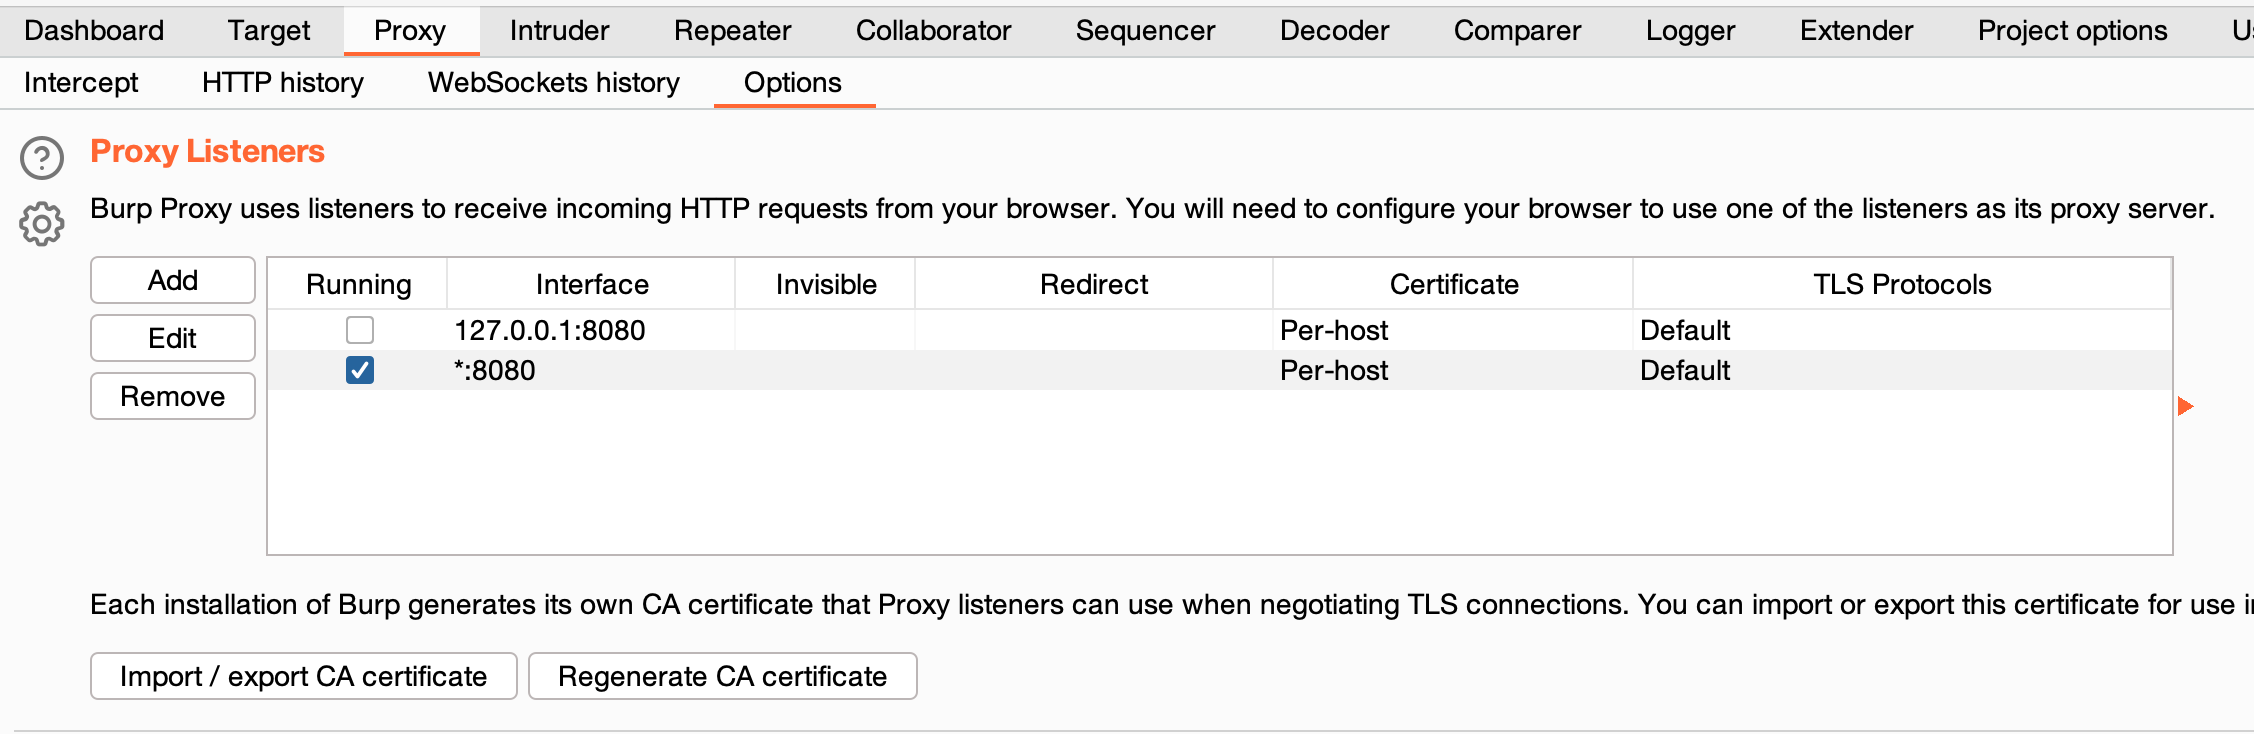 Dashboard Target Proxy Intruder Repeater Collaborator Sequencer Decoder Comparer Logger Extender Project options
Intercept HTTP history WebSockets history Options
? Proxy Listeners
Burp Proxy uses listeners to receive incoming HTTP requests from your browser. You will need to configure your browser to use one of the listeners as its proxy server.
Add
Edit
Remove
Running Interface Invisible Redirect Certificate TLS Protocols
127.0.0.1:8080 Per-host Default
*:8080 Per-host Default
Each installation of Burp generates its own CA certificate that Proxy listeners can use when negotiating TLS connections. You can import or export this certificate for use
Import / export CA certificate Regenerate CA certificate